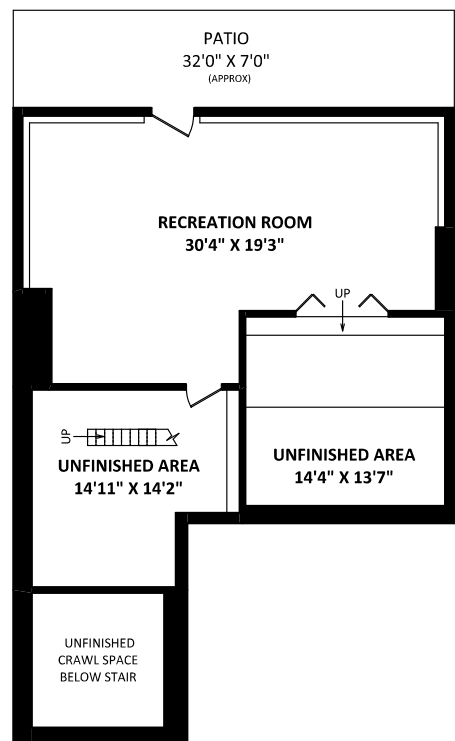 PATIO
32'0" X 7'0"
(APPROX)
RECREATION ROOM
30'4" X 19'3"
UP
UP
UNFINISHED AREA
14'11" X 14'2"
UNFINISHED AREA
14'4" X 13'7"
UNFINISHED
CRAWL SPACE
BELOW STAIR